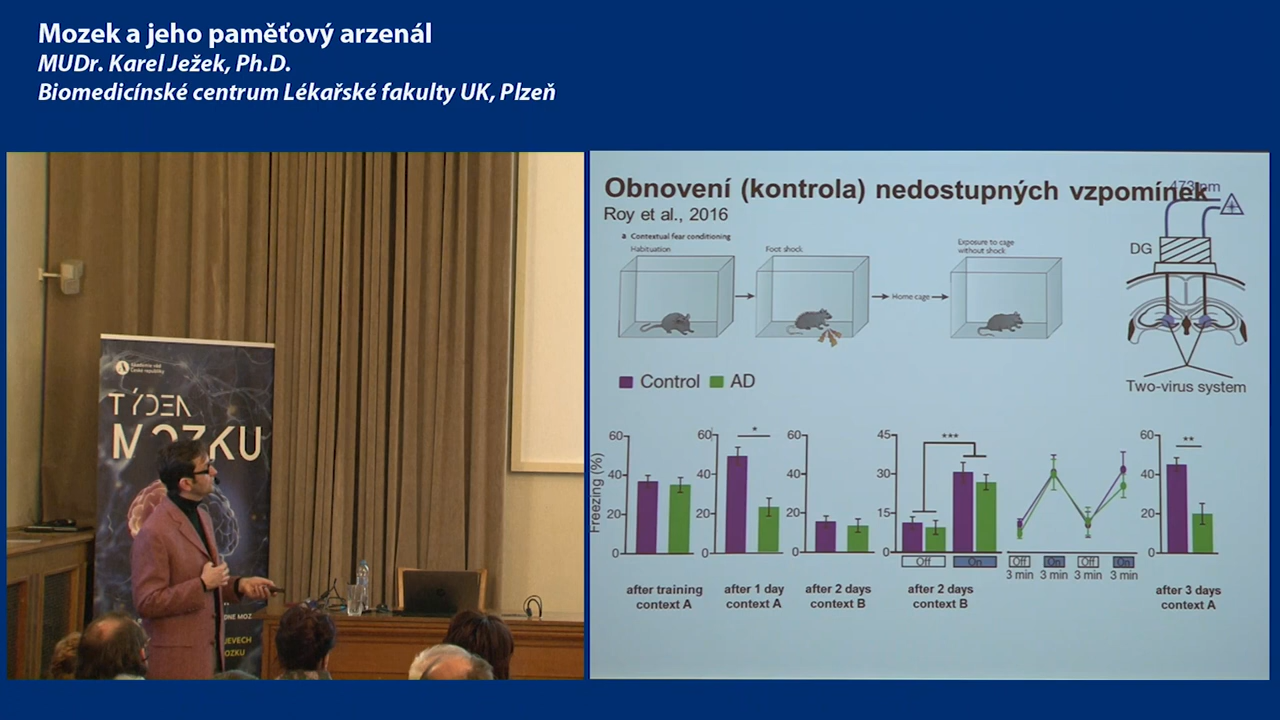 Mozek a jeho paměťový arzenál
MUDr. Karel Ježek, Ph.D.
Biomedicínské centrum Lékařské fakulty UK, Plzeň
Akademie věd
České republiky
TÝDEN
MOZKU
Obnovení (kontrola) nedostupných vzpomínek
Roy et al., 2016
473 nm
a Contextual fear conditioning
Habituation
Foot shock
Exposure to cage
without shock
Home cage
DG
Two-virus system
Control
AD
Freezing (%)
60
40
20
0
after training
context A
60
40
20
0
*
after 1 day
context A
60
40
20
0
after 2 days
context B
45
30
15
0
***
Off
On
after 2 days
context B
Off
On
Off
On
3 min
3 min
3 min
3 min
60
40
20
0
**
after 3 days
context A